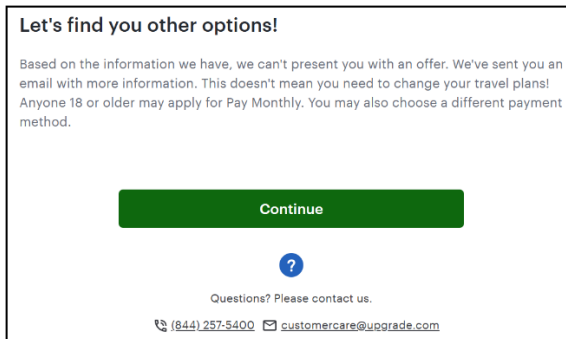 Let's find you other options!
Based on the information we have, we can't present you with an offer. We've sent you an
email with more information. This doesn't mean you need to change your travel plans!
Anyone 18 or older may apply for Pay Monthly. You may also choose a different payment
method.
Continue
?
Questions? Please contact us.
(844) 257-5400 customercare@upgrade.com